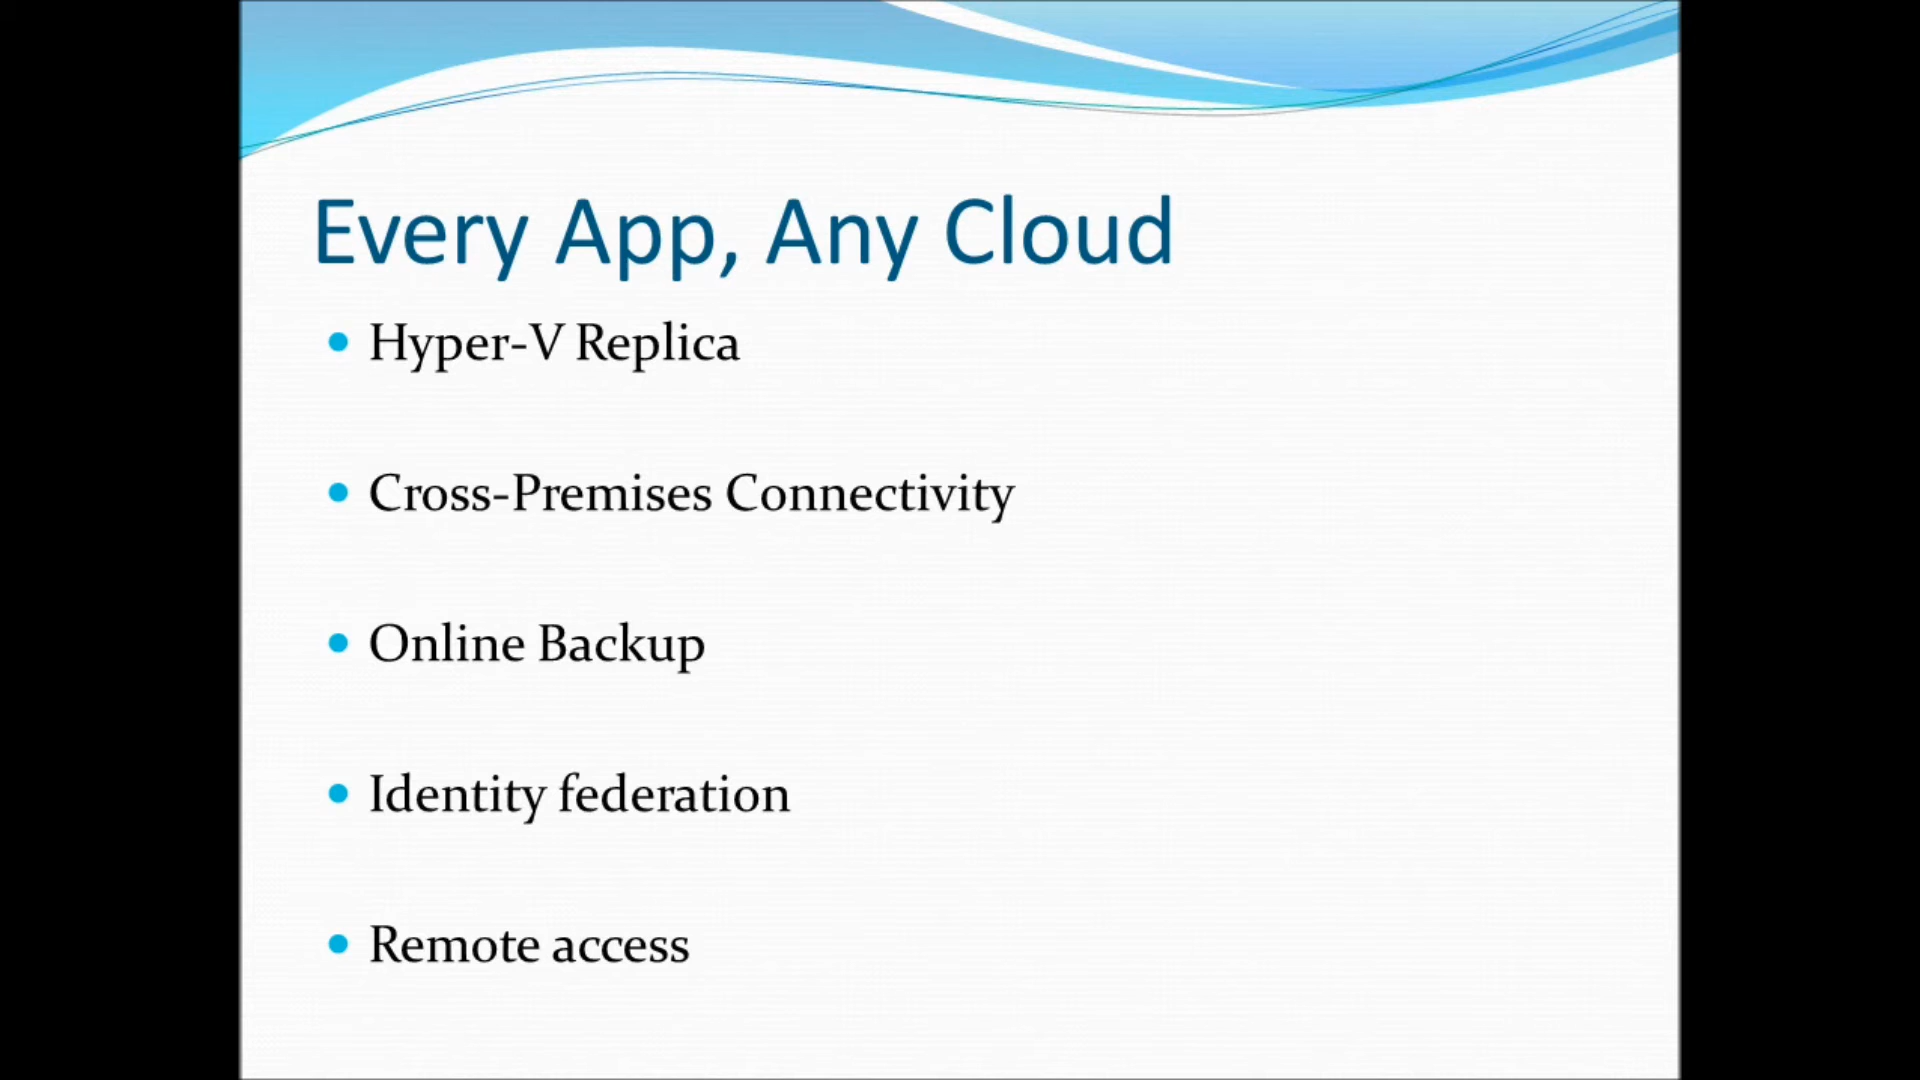 Every App, Any Cloud
• Hyper-V Replica
• Cross-Premises Connectivity
• Online Backup
• Identity federation
• Remote access